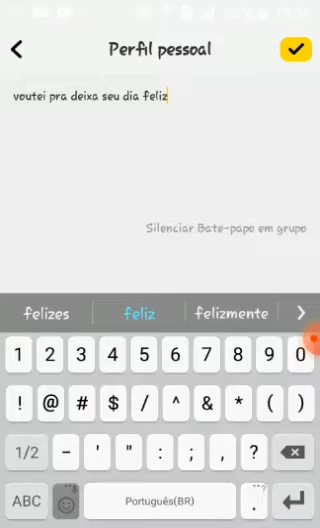 Perfil pessoal
voutei pra deixa seu dia feliz
Silenciar Bate-papo em grupo
felizes feliz felizmente
1 2 3 4 5 6 7 8 9 0
! @ # $ / ^ & * ( )
1/2 - ' " : ; , ?
ABC Português(BR) .